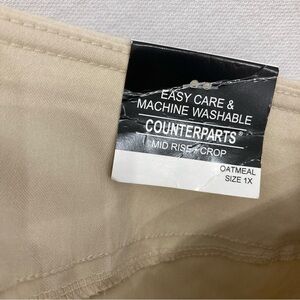 EASY CARE &
MACHINE WASHABLE
COUNTERPARTS®
MID RISE • CROP
OATMEAL
SIZE 1X